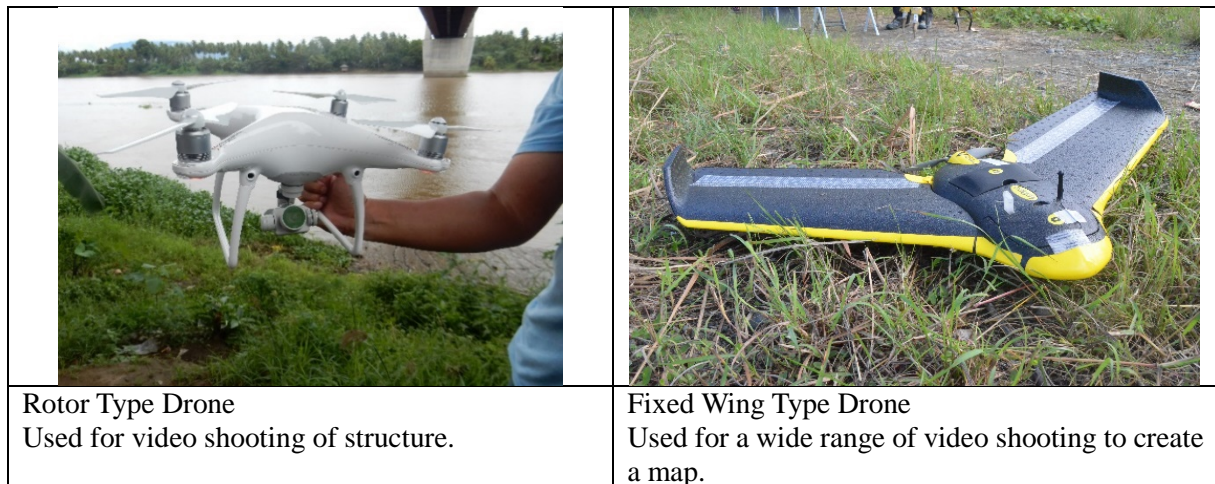 Rotor Type Drone
Used for video shooting of structure.
Fixed Wing Type Drone
Used for a wide range of video shooting to create
a map.